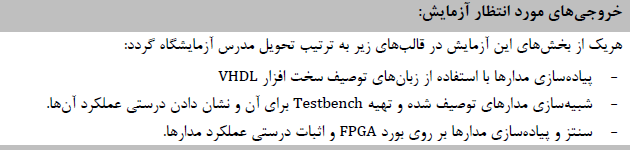 خروجی‌های مورد انتظار آزمایش:
هریک از بخش‌های این آزمایش در قالب‌های زیر به ترتیب تحویل مدرس آزمایشگاه گردد:
- پیاده‌سازی مدارها با استفاده از زبان‌های توصیف سخت افزار VHDL
- شبیه‌سازی مدارهای توصیف شده و تهیه Testbench برای آن و نشان دادن درستی عملکرد آن‌ها.
- سنتز و پیاده‌سازی مدارها بر روی بورد FPGA و اثبات درستی عملکرد مدارها.